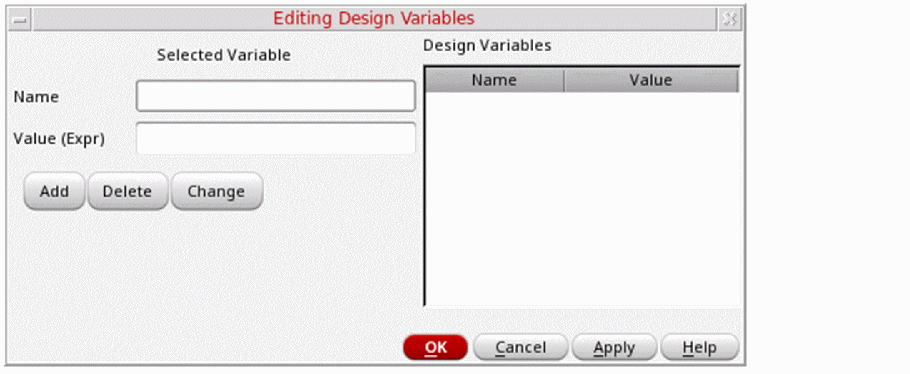 Editing Design Variables
Selected Variable
Name
Value (Expr)
Add Delete Change
Design Variables
Name Value
OK Cancel Apply Help